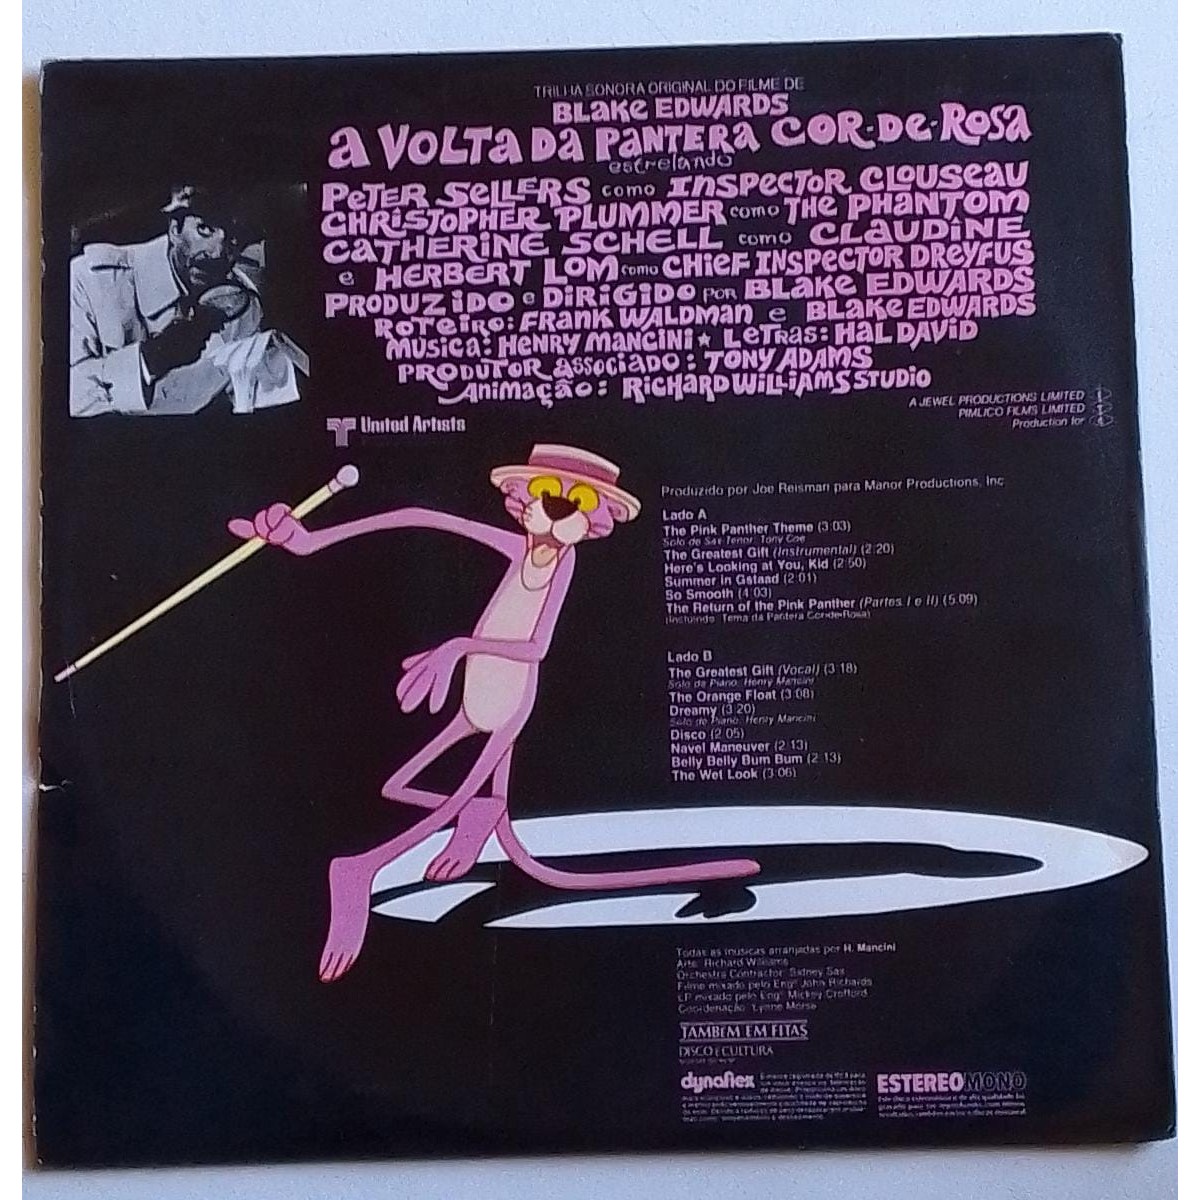 TRILHA SONORA ORIGINAL DO FILME DE
BLAKE EDWARDS
A VOLTA DA PANTERA COR-DE-ROSA
estrelando
PETER SELLERS como INSPECTOR CLOUSEAU
CHRISTOPHER PLUMMER como THE PHANTOM
CATHERINE SCHELL como CLAUDINE
e HERBERT LOM como CHIEF INSPECTOR DREYFUS
PRODUZIDO e DIRIGIDO POR BLAKE EDWARDS
ROTEIRO: FRANK WALDMAN e BLAKE EDWARDS
MUSICA: HENRY MANCINI★ LETRAS: HAL DAVID
PRODUTOR ASSOCIADO: TONY ADAMS
ANIMAÇÃO: RICHARD WILLIAMS STUDIO
A JEWEL PRODUCTIONS LIMITED
PIMLICO FILMS LIMITED
Production for
United Artists
Produzido por Joe Reisman para Manor Productions, Inc
Lado A
The Pink Panther Theme (3:03)
Solo de Sax-Tenor: Tony Coe
The Greatest Gift (Instrumental) (2:20)
Here's Looking at You, Kid (2:50)
Summer in Gstaad (2:01)
So Smooth (4:03)
The Return of the Pink Panther (Partes I e II) (5:09)
(Incluindo: Tema da Pantera Cor-de-Rosa)
Lado B
The Greatest Gift (Vocal) (3:18)
Solo de Piano: Henry Mancini
The Orange Float (3:08)
Dreamy (3:20)
Solo de Piano: Henry Mancini
Disco (2:05)
Navel Maneuver (2:13)
Belly Belly Bum Bum (2:13)
The Wet Look (3:06)
Todas as músicas arranjadas por H. Mancini
Arte: Richard Williams
Orchestra Contractor: Sidney Sax
Filme mixado pelo Eng° John Richards
LP mixado pelo Eng° Mickey Crofford
Coordenação: Lynne Morse
TAMBÉM EM FITAS
DISCO É CULTURA
dynaflex
ESTEREO MONO